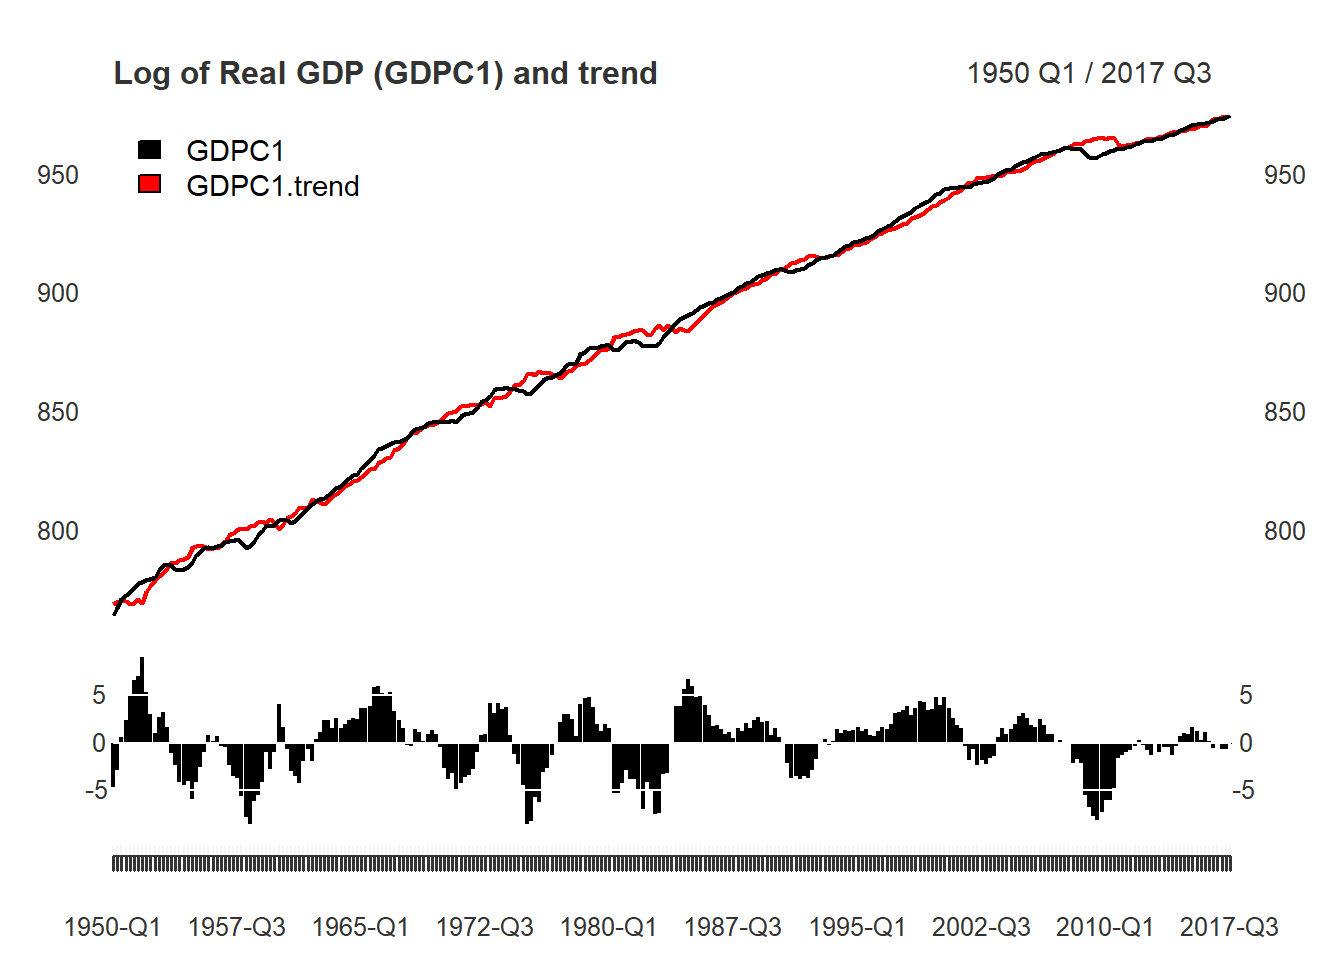 Log of Real GDP (GDPC1) and trend 1950 Q1 / 2017 Q3
GDPC1
GDPC1.trend
950 950
900 900
850 850
800 800
5 5
0 0
-5 -5
1950-Q1 1957-Q3 1965-Q1 1972-Q3 1980-Q1 1987-Q3 1995-Q1 2002-Q3 2010-Q1 2017-Q3